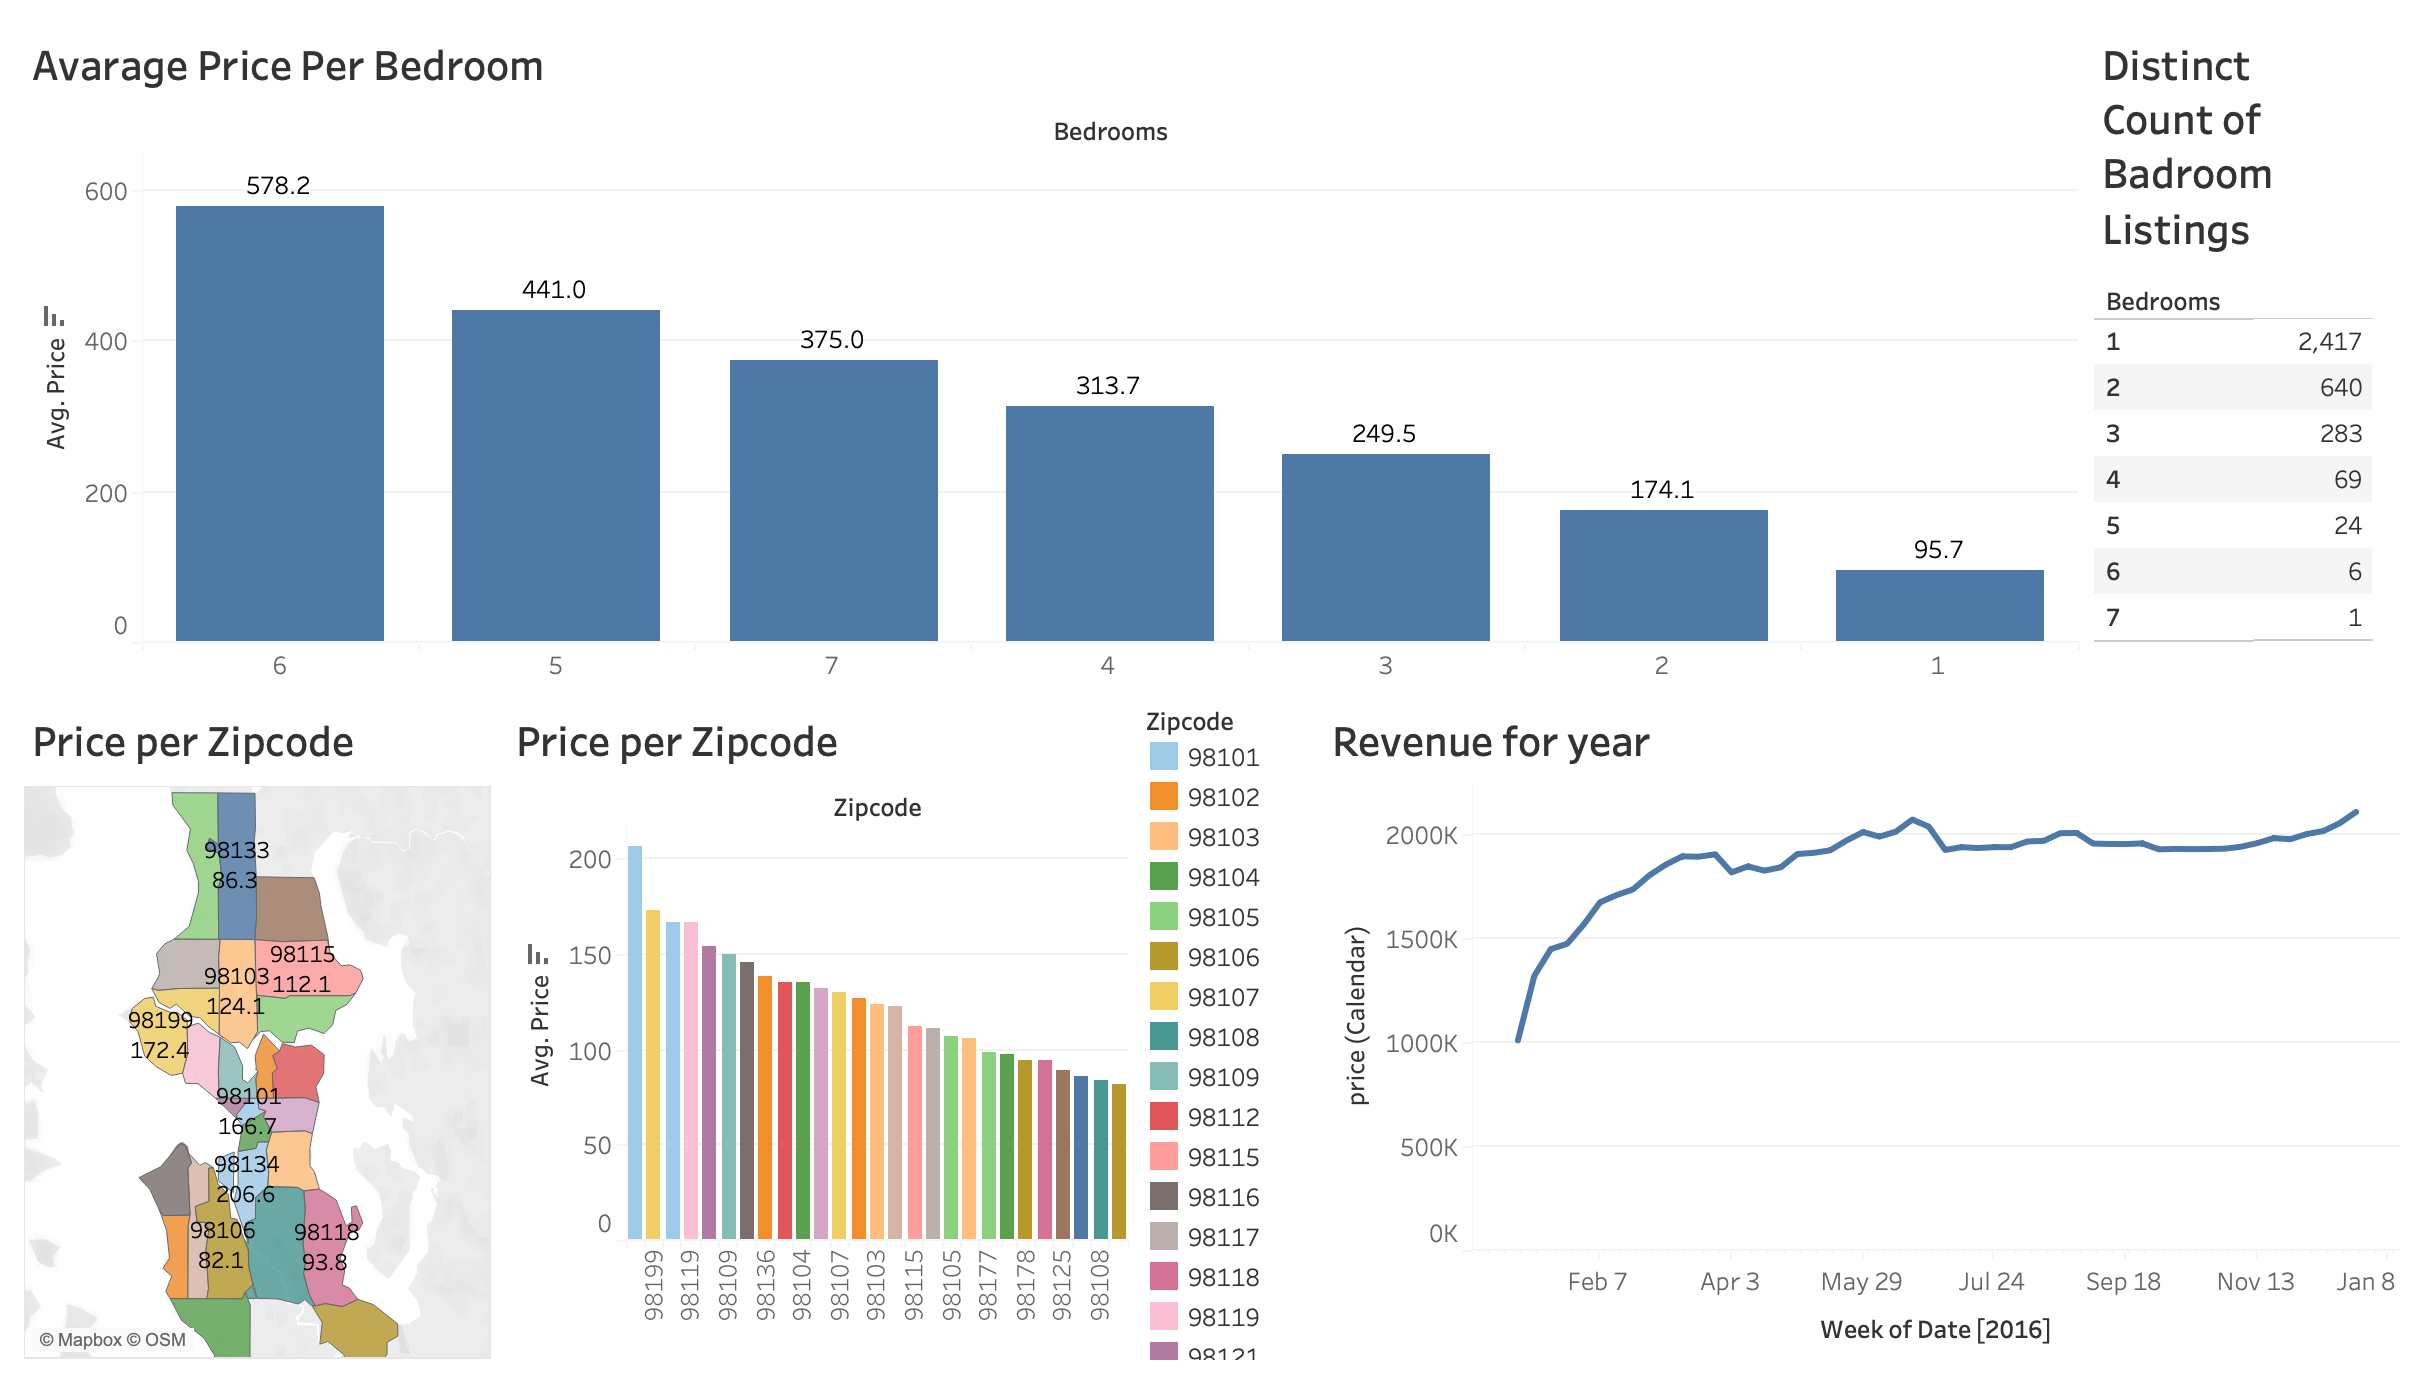 Avarage Price Per Bedroom
Bedrooms
Avg. Price
600
400
200
0
578.2
441.0
375.0
313.7
249.5
174.1
95.7
6
5
7
4
3
2
1
Distinct
Count of
Badroom
Listings
Bedrooms
1 2,417
2 640
3 283
4 69
5 24
6 6
7 1
Price per Zipcode
98133
86.3
98115
112.1
98103
124.1
98199
172.4
98101
166.7
98134
206.6
98106
82.1
98118
93.8
© Mapbox © OSM
Price per Zipcode
Zipcode
Avg. Price
200
150
100
50
0
98199
98119
98109
98136
98104
98107
98103
98115
98105
98177
98178
98125
98108
Zipcode
98101
98102
98103
98104
98105
98106
98107
98108
98109
98112
98115
98116
98117
98118
98119
98121
Revenue for year
price (Calendar)
2000K
1500K
1000K
500K
0K
Feb 7
Apr 3
May 29
Jul 24
Sep 18
Nov 13
Jan 8
Week of Date [2016]